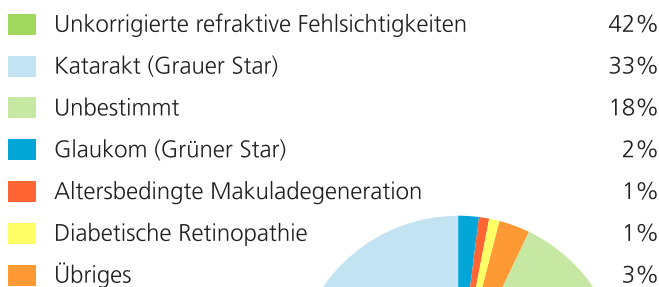 Unkorrigierte refraktive Fehlsichtigkeiten 42%
Katarakt (Grauer Star) 33%
Unbestimmt 18%
Glaukom (Grüner Star) 2%
Altersbedingte Makuladegeneration 1%
Diabetische Retinopathie 1%
Übriges 3%